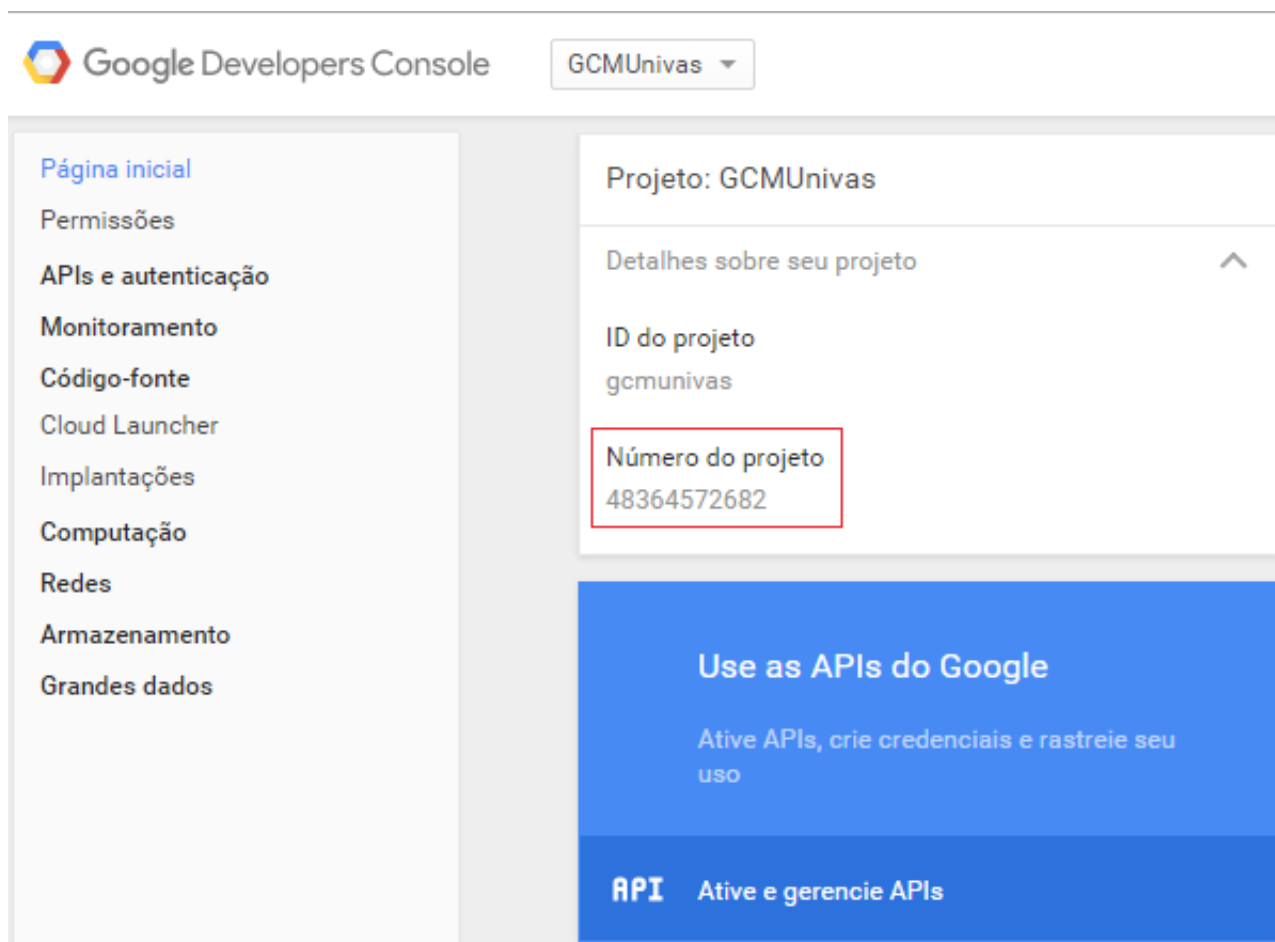 Google Developers Console
GCMUnivas
Página inicial
Permissões
APIs e autenticação
Monitoramento
Código-fonte
Cloud Launcher
Implantações
Computação
Redes
Armazenamento
Grandes dados
Projeto: GCMUnivas
Detalhes sobre seu projeto
ID do projeto
gcmunivas
Número do projeto
48364572682
Use as APIs do Google
Ative APIs, crie credenciais e rastreie seu
uso
API Ative e gerencie APIs